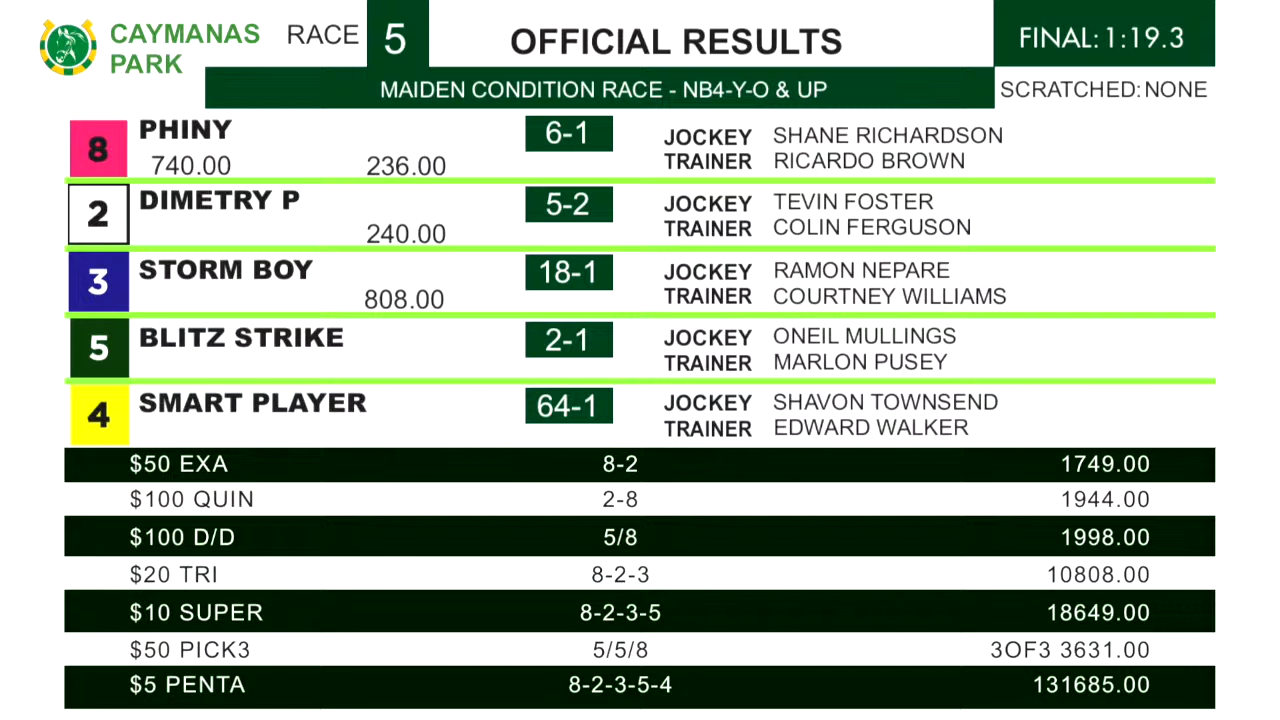 CAYMANAS PARK
RACE 5
OFFICIAL RESULTS
FINAL: 1:19.3
MAIDEN CONDITION RACE - NB4-Y-O & UP
SCRATCHED: NONE
8 PHINY 6-1 JOCKEY SHANE RICHARDSON
740.00 236.00 TRAINER RICARDO BROWN
2 DIMETRY P 5-2 JOCKEY TEVIN FOSTER
240.00 TRAINER COLIN FERGUSON
3 STORM BOY 18-1 JOCKEY RAMON NEPARE
808.00 TRAINER COURTNEY WILLIAMS
5 BLITZ STRIKE 2-1 JOCKEY ONEIL MULLINGS
TRAINER MARLON PUSEY
4 SMART PLAYER 64-1 JOCKEY SHAVON TOWNSEND
TRAINER EDWARD WALKER
$50 EXA 8-2 1749.00
$100 QUIN 2-8 1944.00
$100 D/D 5/8 1998.00
$20 TRI 8-2-3 10808.00
$10 SUPER 8-2-3-5 18649.00
$50 PICK3 5/5/8 3OF3 3631.00
$5 PENTA 8-2-3-5-4 131685.00